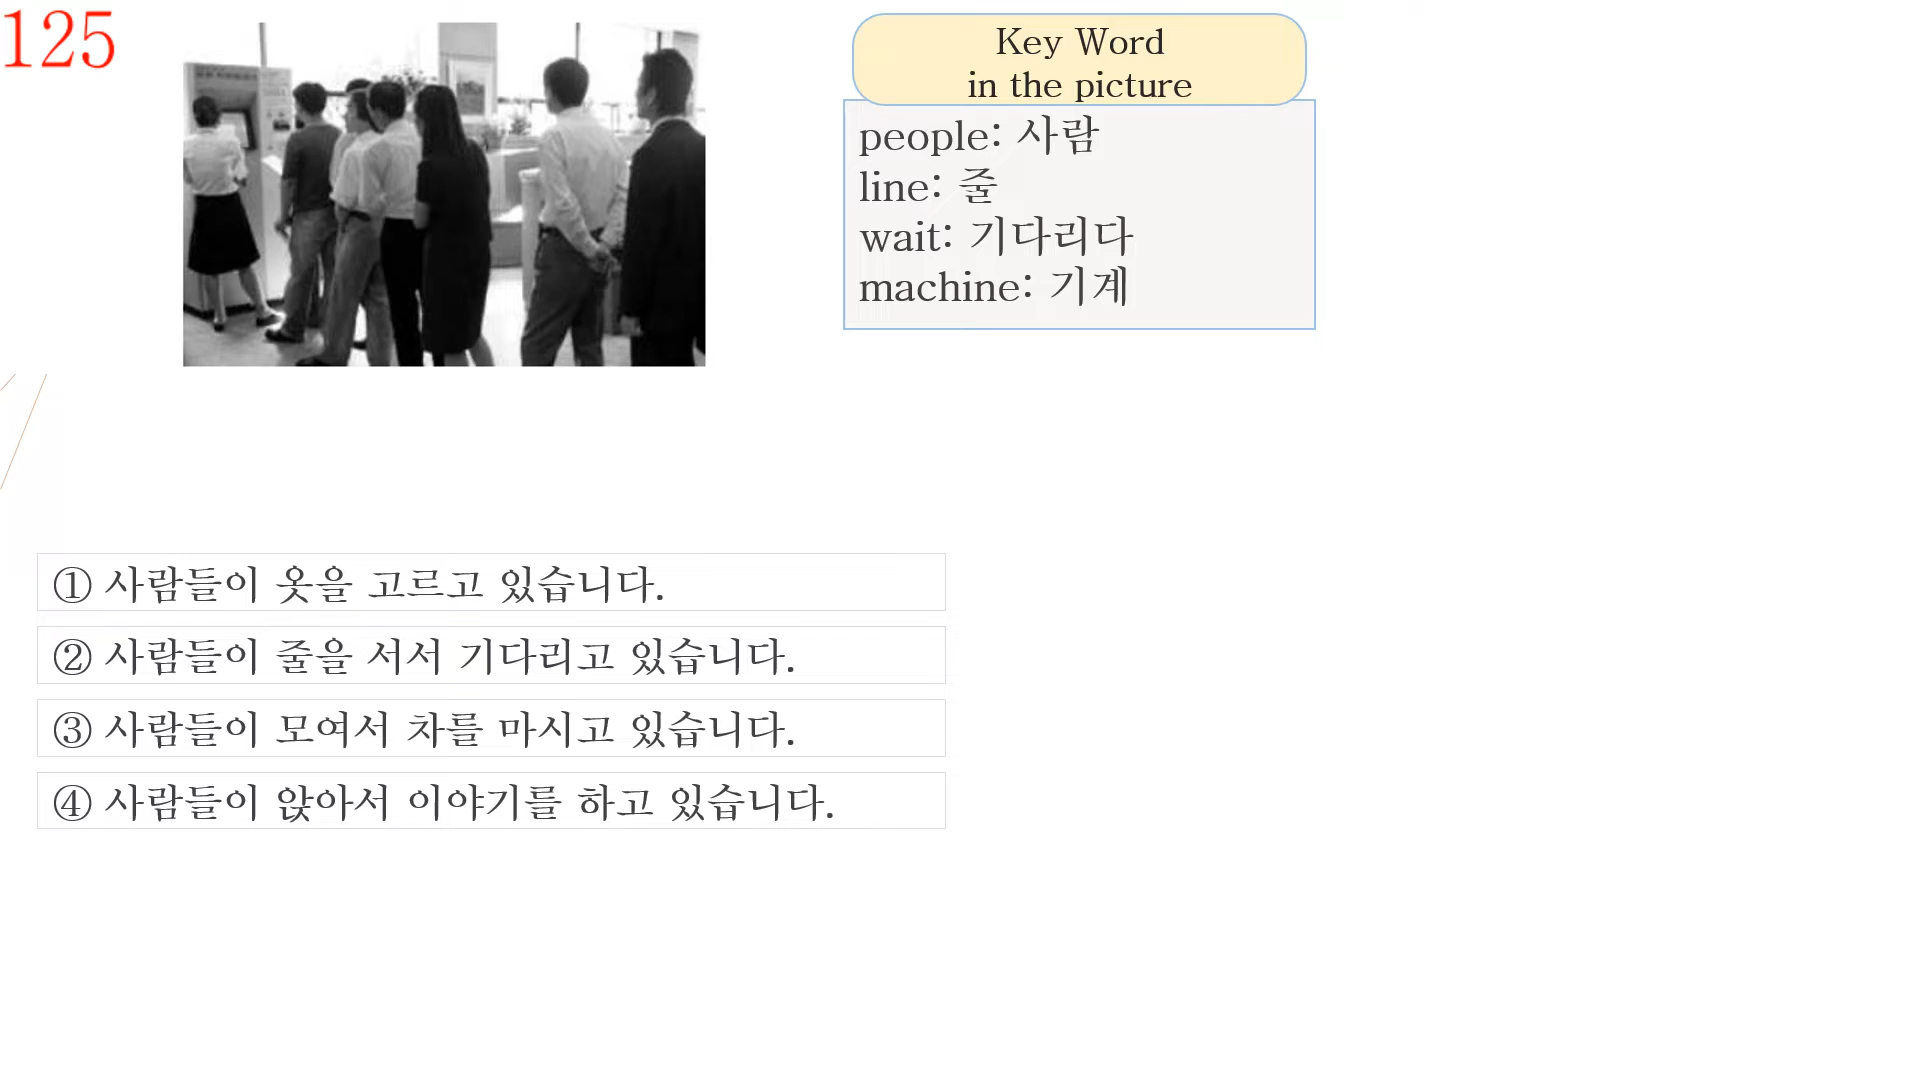 125
Key Word
in the picture
people: 사람
line: 줄
wait: 기다리다
machine: 기계
① 사람들이 옷을 고르고 있습니다.
② 사람들이 줄을 서서 기다리고 있습니다.
③ 사람들이 모여서 차를 마시고 있습니다.
④ 사람들이 앉아서 이야기를 하고 있습니다.